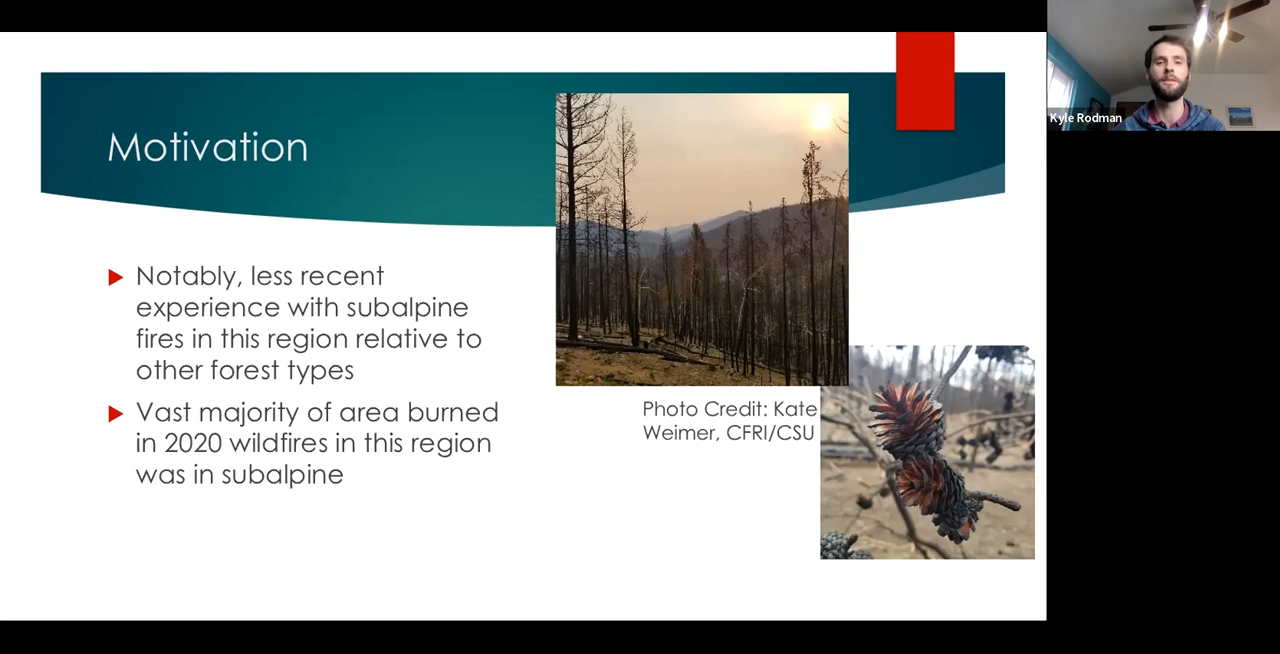 Motivation
Notably, less recent
experience with subalpine
fires in this region relative to
other forest types
Vast majority of area burned
in 2020 wildfires in this region
was in subalpine
Photo Credit: Kate
Weimer, CFRI/CSU
Kyle Rodman